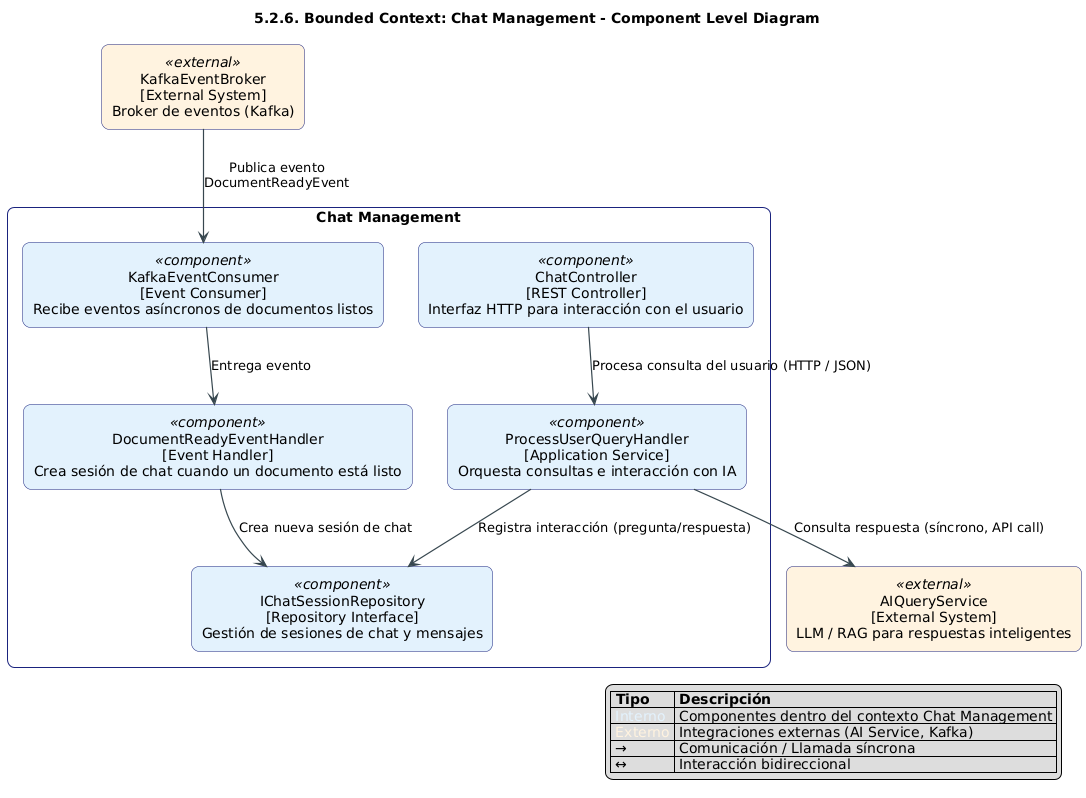 5.2.6. Bounded Context: Chat Management - Component Level Diagram
«external»
KafkaEventBroker
[External System]
Broker de eventos (Kafka)
Publica evento
DocumentReadyEvent
Chat Management
«component»
KafkaEventConsumer
[Event Consumer]
Recibe eventos asíncronos de documentos listos
«component»
ChatController
[REST Controller]
Interfaz HTTP para interacción con el usuario
Entrega evento
Procesa consulta del usuario (HTTP / JSON)
«component»
DocumentReadyEventHandler
[Event Handler]
Crea sesión de chat cuando un documento está listo
«component»
ProcessUserQueryHandler
[Application Service]
Orquesta consultas e interacción con IA
Crea nueva sesión de chat
Registra interacción (pregunta/respuesta)
Consulta respuesta (síncrono, API call)
«component»
IChatSessionRepository
[Repository Interface]
Gestión de sesiones de chat y mensajes
«external»
AIQueryService
[External System]
LLM / RAG para respuestas inteligentes
Tipo Descripción
Interno Componentes dentro del contexto Chat Management
Externo Integraciones externas (AI Service, Kafka)
→ Comunicación / Llamada síncrona
↔ Interacción bidireccional